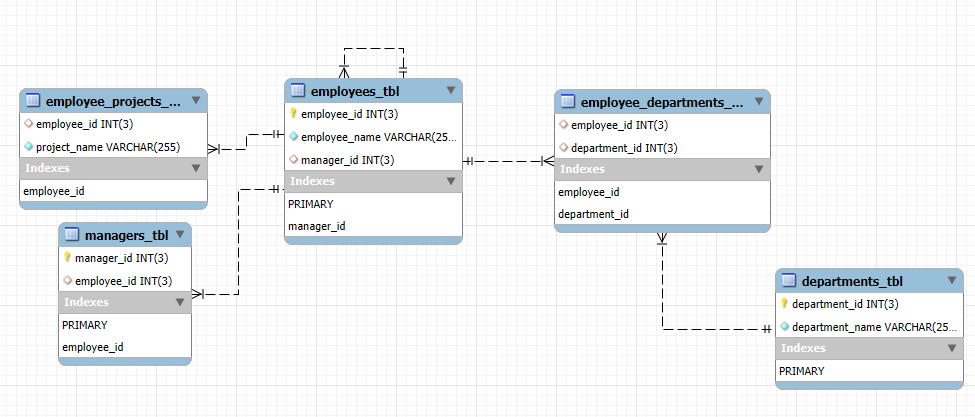 employee_projects_...
employee_id INT(3)
project_name VARCHAR(255)
Indexes
employee_id
managers_tbl
manager_id INT(3)
employee_id INT(3)
Indexes
PRIMARY
employee_id
employees_tbl
employee_id INT(3)
employee_name VARCHAR(25...
manager_id INT(3)
Indexes
PRIMARY
manager_id
employee_departments_...
employee_id INT(3)
department_id INT(3)
Indexes
employee_id
department_id
departments_tbl
department_id INT(3)
department_name VARCHAR(25...
Indexes
PRIMARY